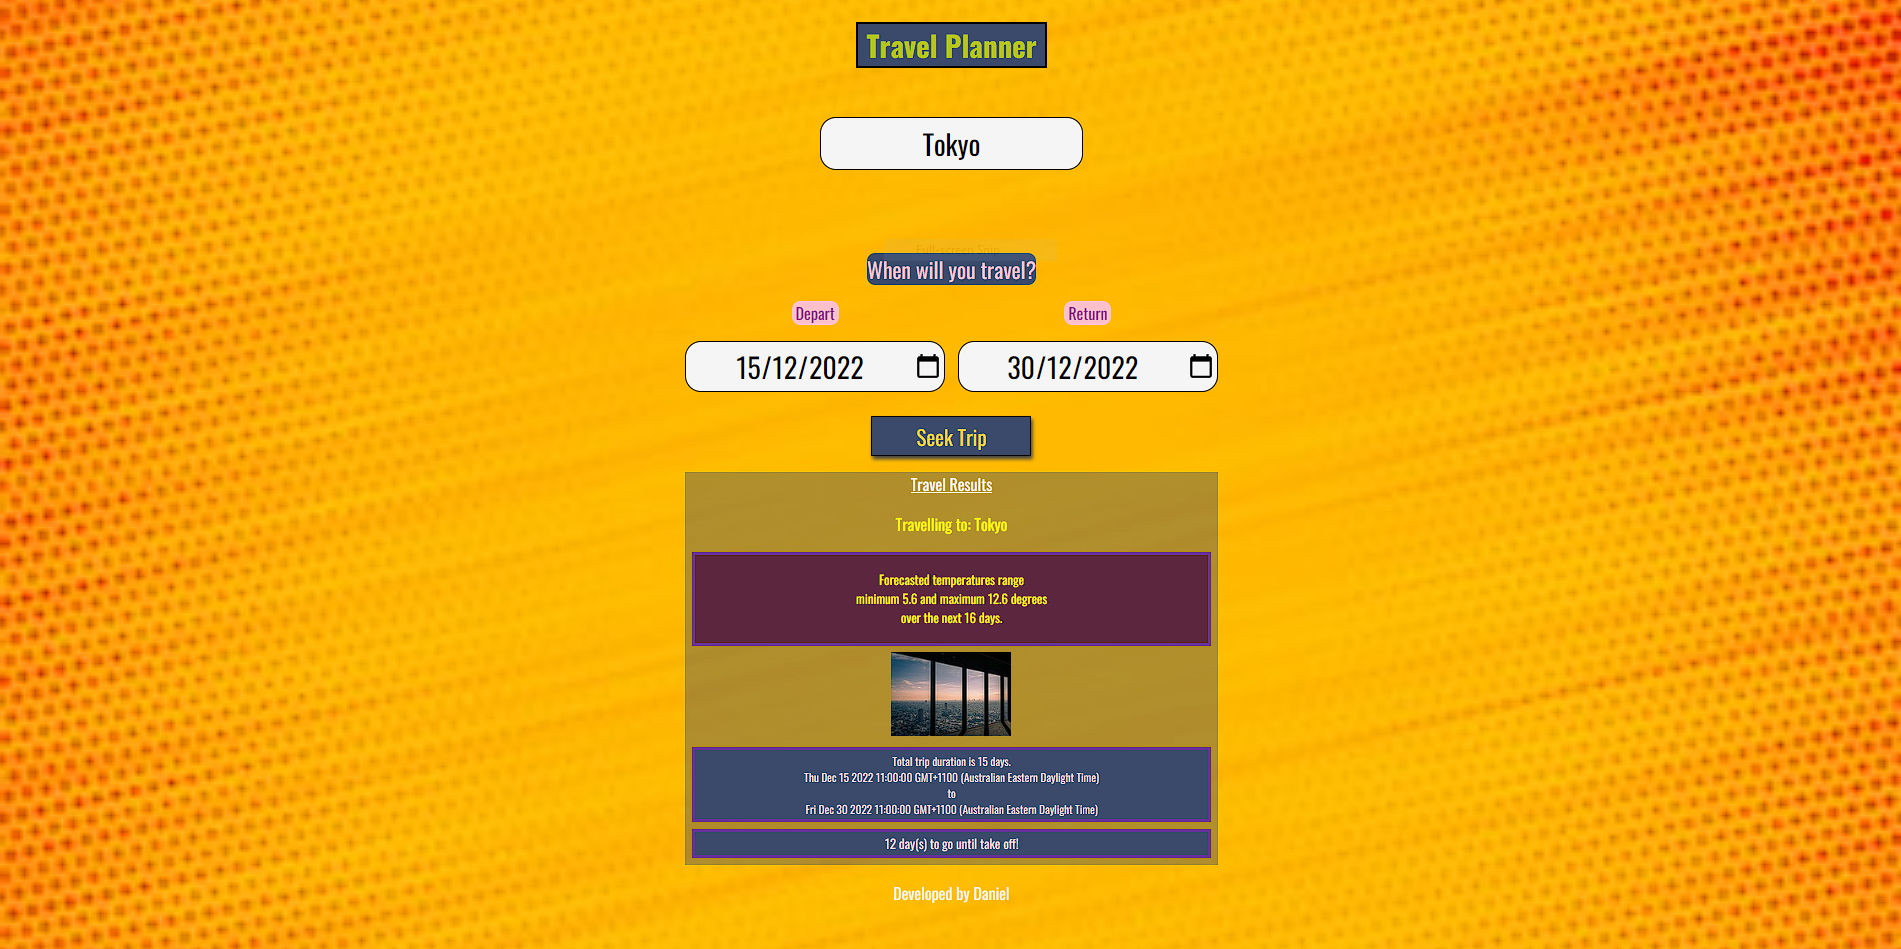 Travel Planner
Tokyo
Full-screen Snip
When will you travel?
Depart
Return
15/12/2022
30/12/2022
Seek Trip
Travel Results
Travelling to: Tokyo
Forecasted temperatures range
minimum 5.6 and maximum 12.6 degrees
over the next 16 days.
Total trip duration is 15 days.
Thu Dec 15 2022 11:00:00 GMT+1100 (Australian Eastern Daylight Time)
to
Fri Dec 30 2022 11:00:00 GMT+1100 (Australian Eastern Daylight Time)
12 day(s) to go until take off!
Developed by Daniel